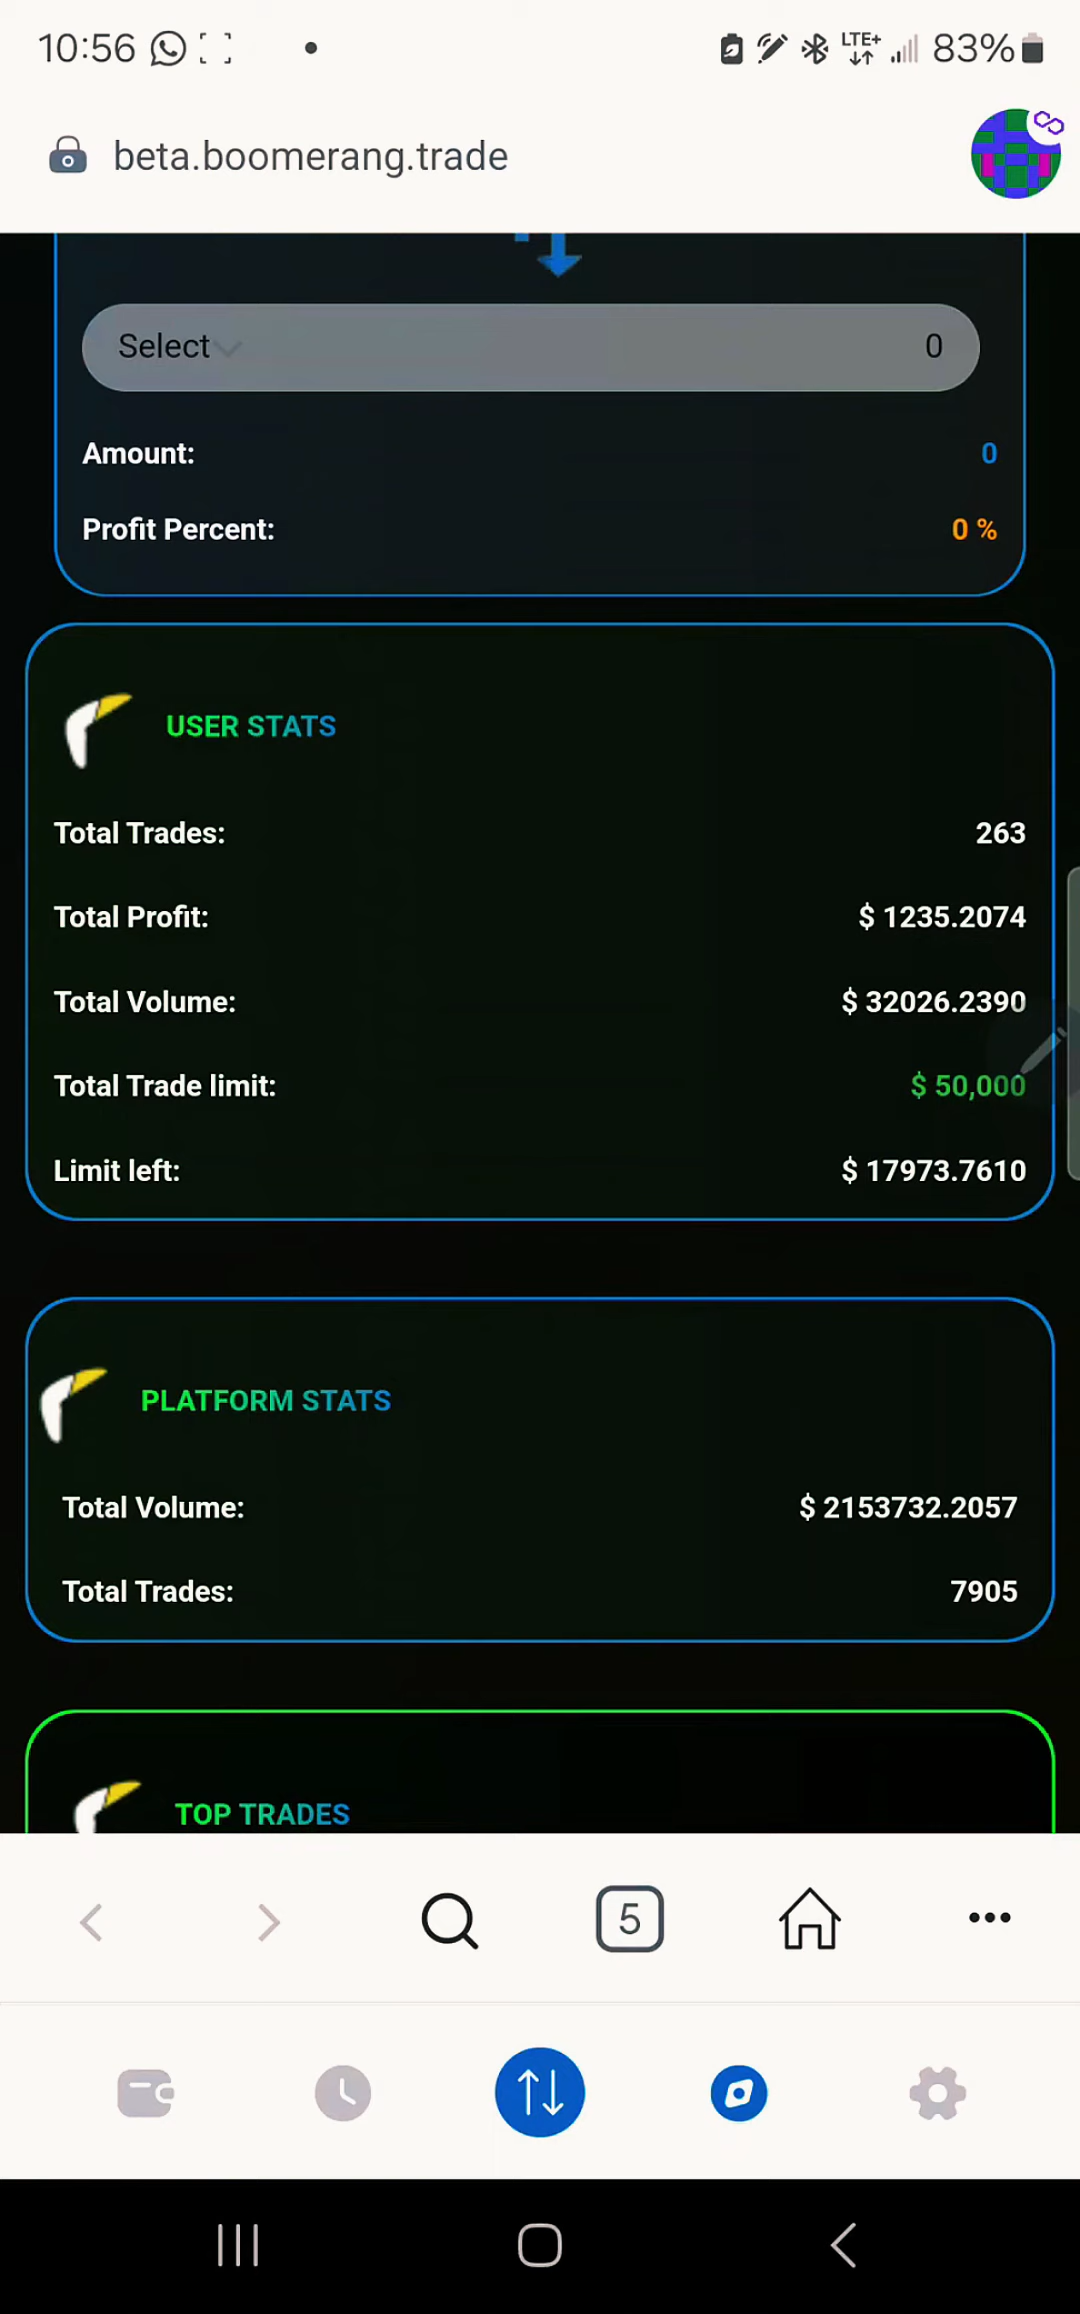 10:56 LTE+ 83%
beta.boomerang.trade
Select 0
Amount: 0
Profit Percent: 0 %
USER STATS
Total Trades: 263
Total Profit: $ 1235.2074
Total Volume: $ 32026.2390
Total Trade limit: $ 50,000
Limit left: $ 17973.7610
PLATFORM STATS
Total Volume: $ 2153732.2057
Total Trades: 7905
TOP TRADES
5